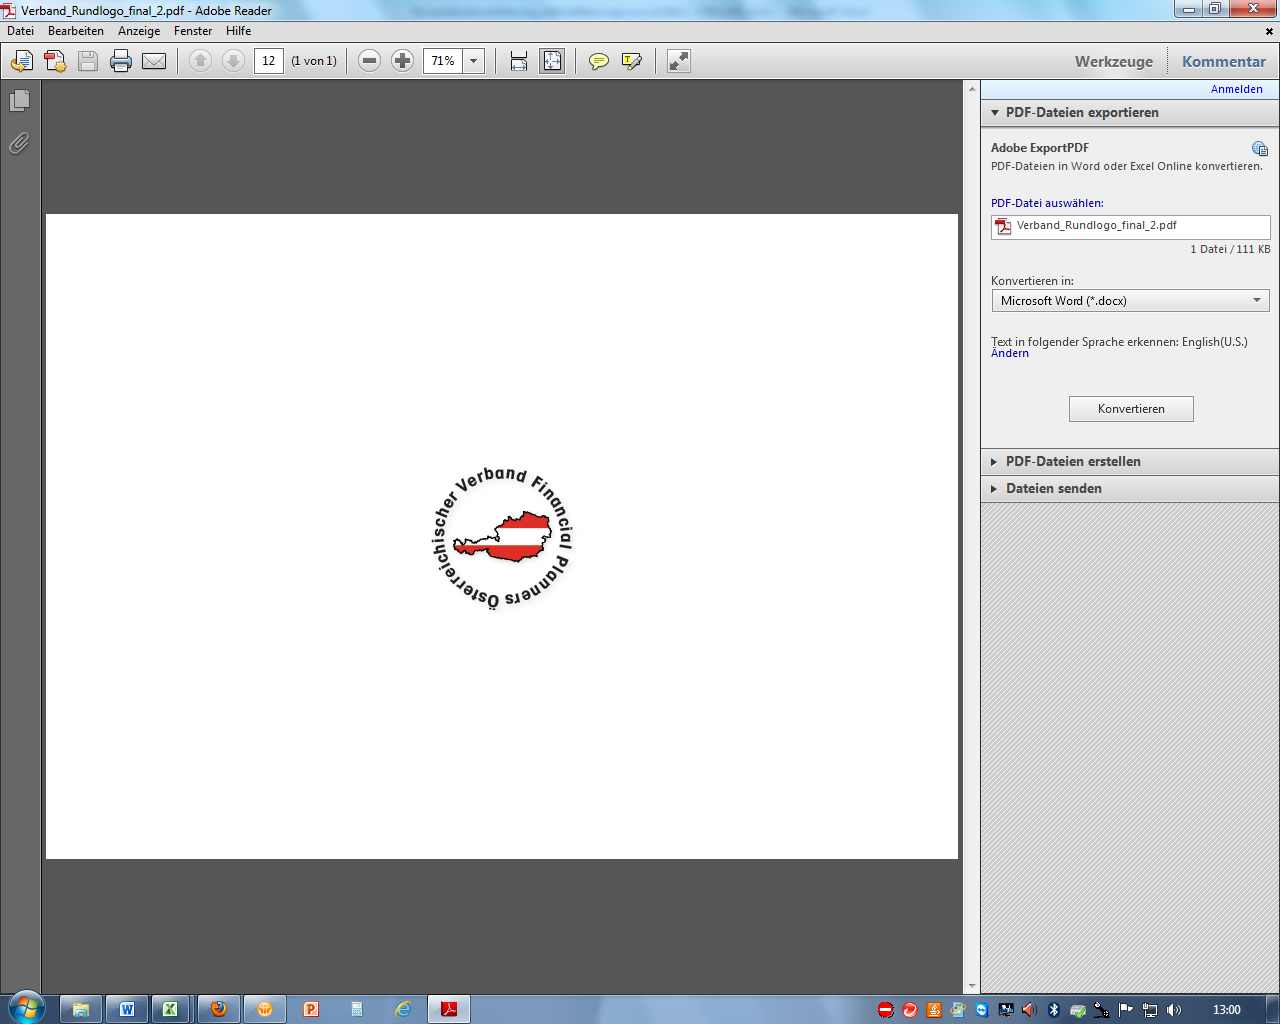 Verband_Rundlogo_final_2.pdf - Adobe Reader
Datei Bearbeiten Anzeige Fenster Hilfe
12 (1 von 1) 71% Werkzeuge Kommentar
Anmelden
PDF-Dateien exportieren
Adobe ExportPDF
PDF-Dateien in Word oder Excel Online konvertieren.
PDF-Datei auswählen:
Verband_Rundlogo_final_2.pdf
1 Datei / 111 KB
Konvertieren in:
Microsoft Word (*.docx)
Text in folgender Sprache erkennen: English(U.S.)
Ändern
Konvertieren
PDF-Dateien erstellen
Dateien senden
Österreichischer Verband Financial Planners
13:00